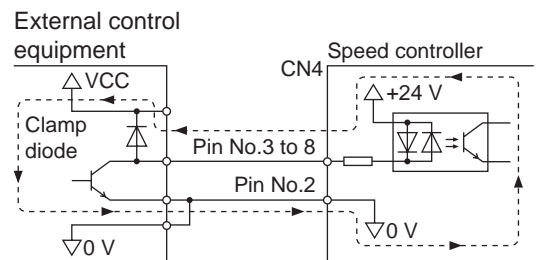 External control
equipment
Speed controller
CN4
VCC
+24 V
Clamp
diode
Pin No.3 to 8
Pin No.2
0 V
0 V